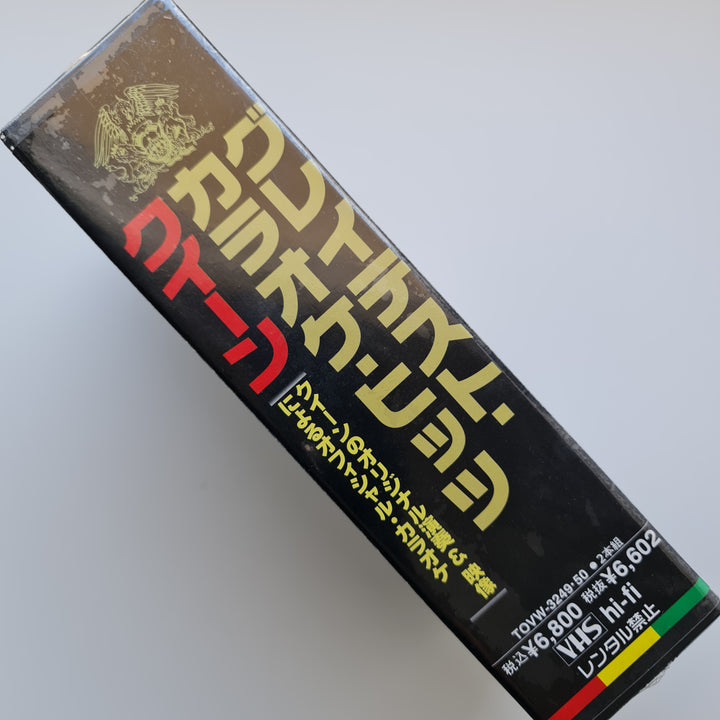 グレイテスト・ヒッツ
カラオケ・
クイーン
クイーンのオリジナル演奏&映像
によるオフィシャル・カラオケ
TOVW-3249・50 ●2本組
税込¥6,800 税抜¥6,602
VHS hi-fi
レンタル禁止